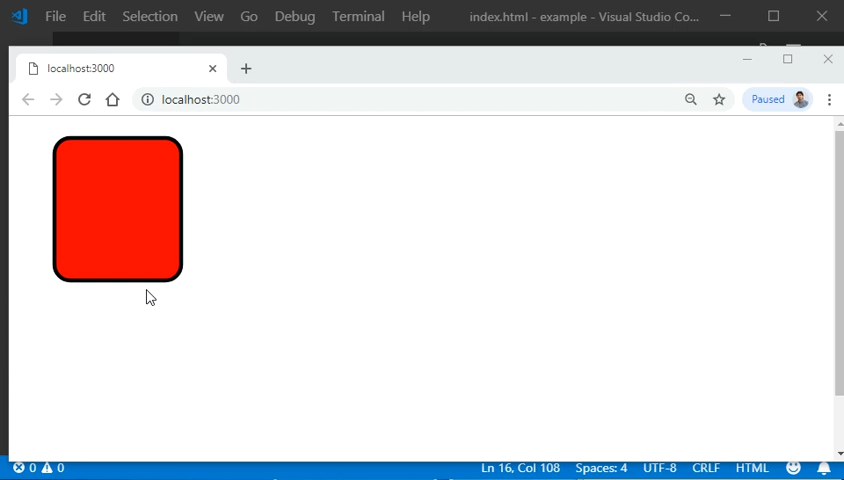 File Edit Selection View Go Debug Terminal Help index.html - example - Visual Studio Co...
localhost:3000
localhost:3000 Paused
0 0 Ln 16, Col 108 Spaces: 4 UTF-8 CRLF HTML